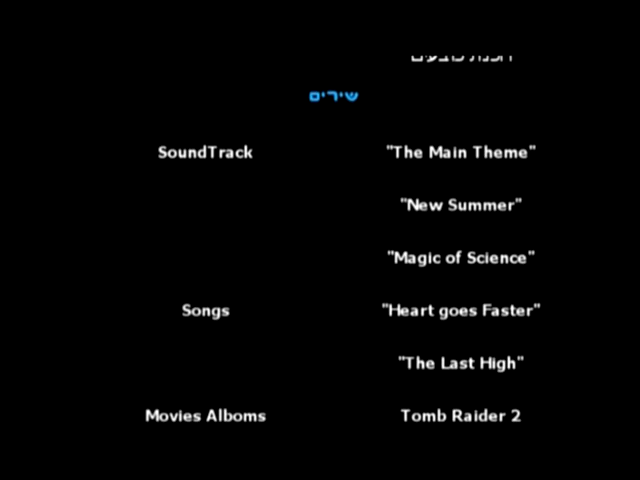 שירים
SoundTrack "The Main Theme"
"New Summer"
"Magic of Science"
Songs "Heart goes Faster"
"The Last High"
Movies Alboms Tomb Raider 2